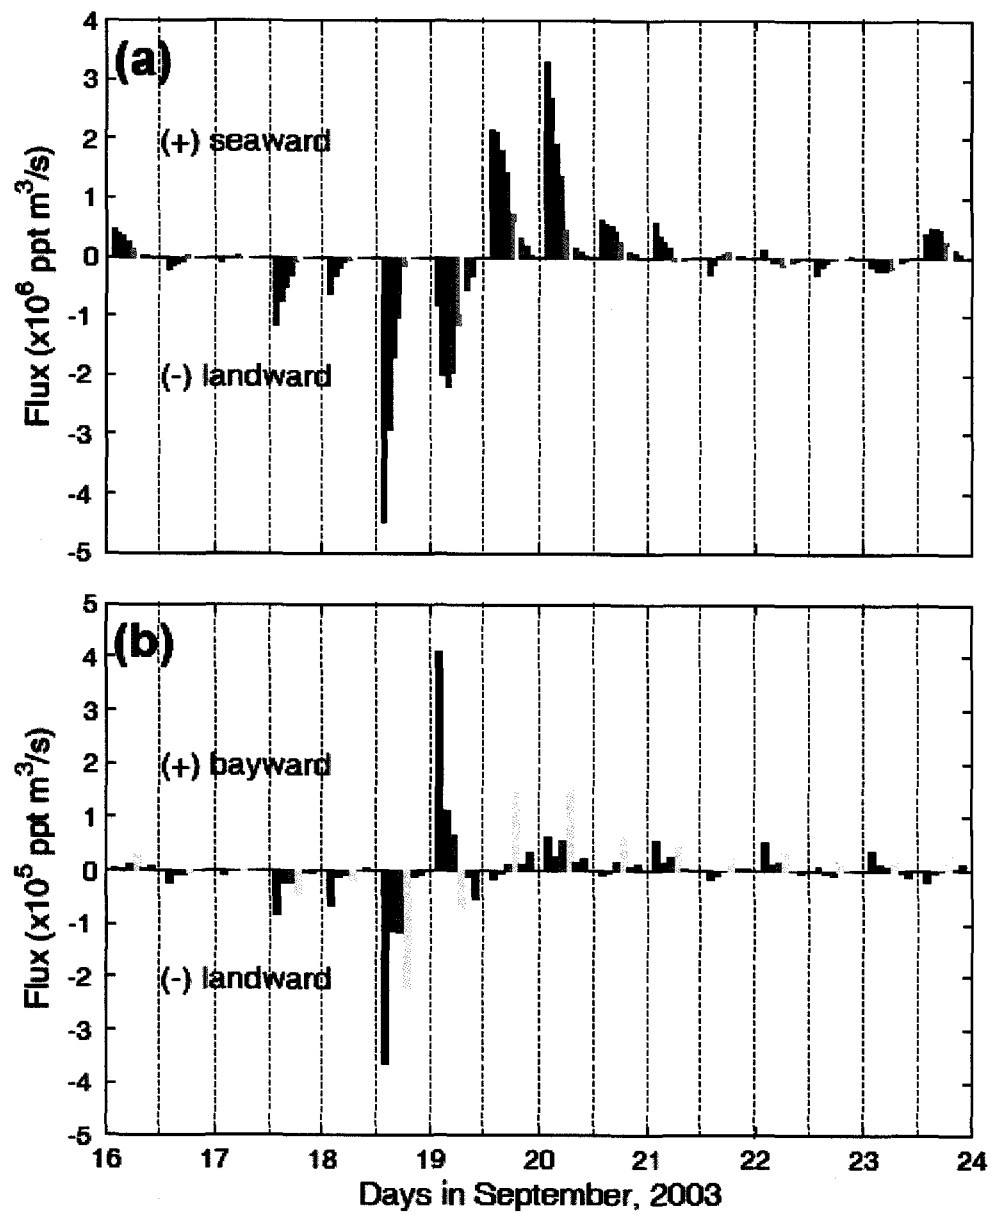 (a)
4
3
2
1
0
-1
-2
-3
-4
-5
(+) seaward
(-) landward
Flux (x10⁶ ppt m³/s)
(b)
5
4
3
2
1
0
-1
-2
-3
-4
-5
(+) bayward
(-) landward
Flux (x10⁵ ppt m³/s)
16 17 18 19 20 21 22 23 24
Days in September, 2003